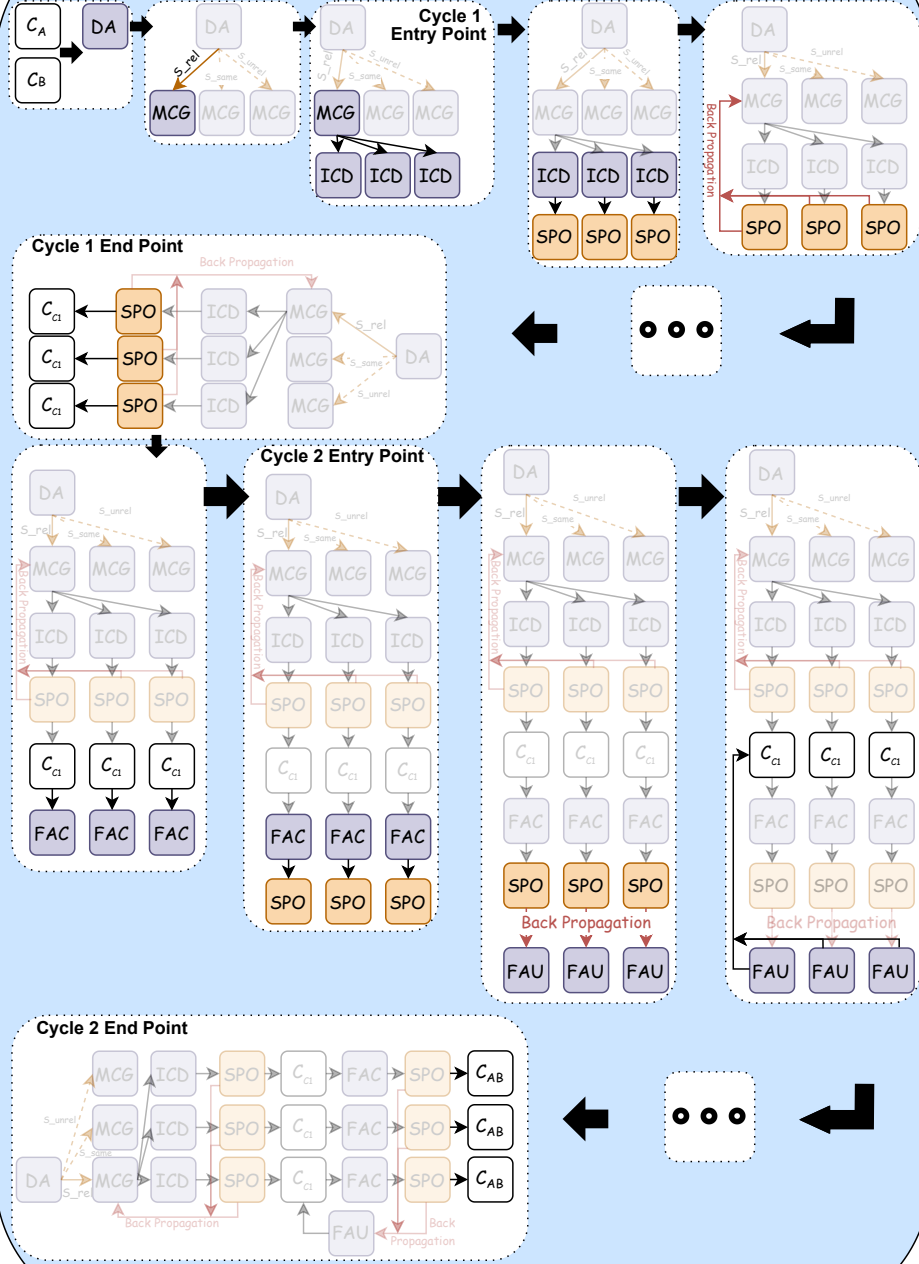 C_A
DA
C_B
DA
S_rel
S_unrel
S_same
MCG MCG MCG
Cycle 1
Entry Point
DA
S_rel
S_unrel
S_same
MCG MCG MCG
ICD ICD ICD
DA
S_rel
S_unrel
S_same
MCG MCG MCG
ICD ICD ICD
SPO SPO SPO
DA
S_rel
S_unrel
S_same
MCG MCG MCG
Back Propagation
ICD ICD ICD
SPO SPO SPO
Cycle 1 End Point
Back Propagation
C_C1 SPO ICD MCG
S_rel
C_C1 SPO ICD MCG
S_same
DA
S_unrel
C_C1 SPO ICD MCG
DA
S_unrel
S_rel
S_same
MCG MCG MCG
Back Propagation
ICD ICD ICD
SPO SPO SPO
C_C1 C_C1 C_C1
FAC FAC FAC
Cycle 2 Entry Point
DA
S_unrel
S_rel
S_same
MCG MCG MCG
Back Propagation
ICD ICD ICD
SPO SPO SPO
C_C1 C_C1 C_C1
FAC FAC FAC
SPO SPO SPO
DA
S_unrel
S_rel
S_same
MCG MCG MCG
Back Propagation
ICD ICD ICD
SPO SPO SPO
C_C1 C_C1 C_C1
FAC FAC FAC
SPO SPO SPO
Back Propagation
FAU FAU FAU
DA
S_unrel
S_rel
S_same
MCG MCG MCG
Back Propagation
ICD ICD ICD
SPO SPO SPO
C_C1 C_C1 C_C1
FAC FAC FAC
SPO SPO SPO
Back Propagation
FAU FAU FAU
Cycle 2 End Point
MCG ICD SPO C_C1 FAC SPO C_AB
S_unrel
MCG ICD SPO C_C1 FAC SPO C_AB
S_same
DA
S_rel
MCG ICD SPO C_C1 FAC SPO C_AB
Back Propagation
FAU
Back
Propagation